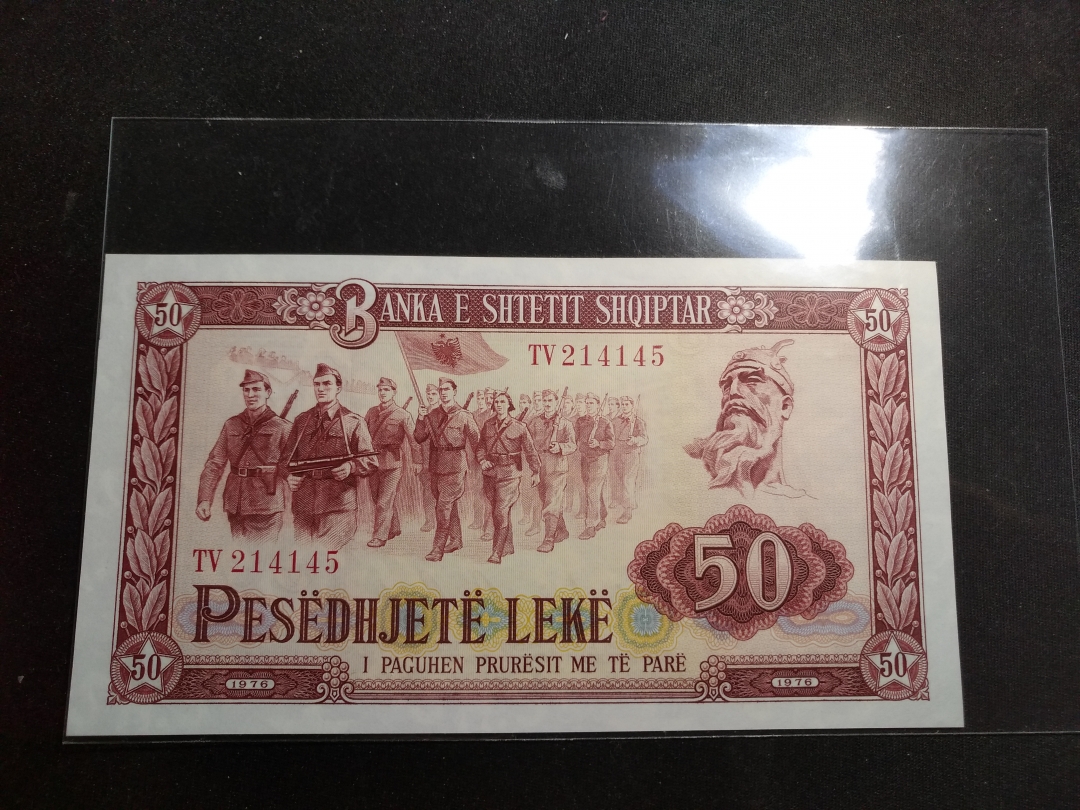 50 BANKA E SHTETIT SHQIPTAR 50
TV 214145
TV 214145
50
PESËDHJETË LEKË
I PAGUHEN PRURËSIT ME TË PARË
50 1976 1976 50